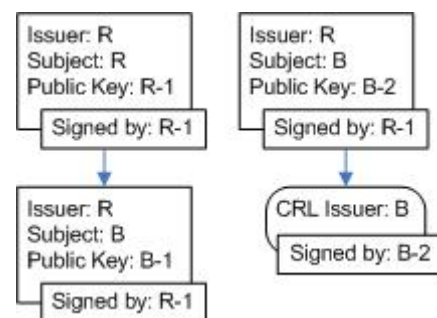 Issuer: R
Subject: R
Public Key: R-1
Signed by: R-1
Issuer: R
Subject: B
Public Key: B-2
Signed by: R-1
Issuer: R
Subject: B
Public Key: B-1
Signed by: R-1
CRL Issuer: B
Signed by: B-2